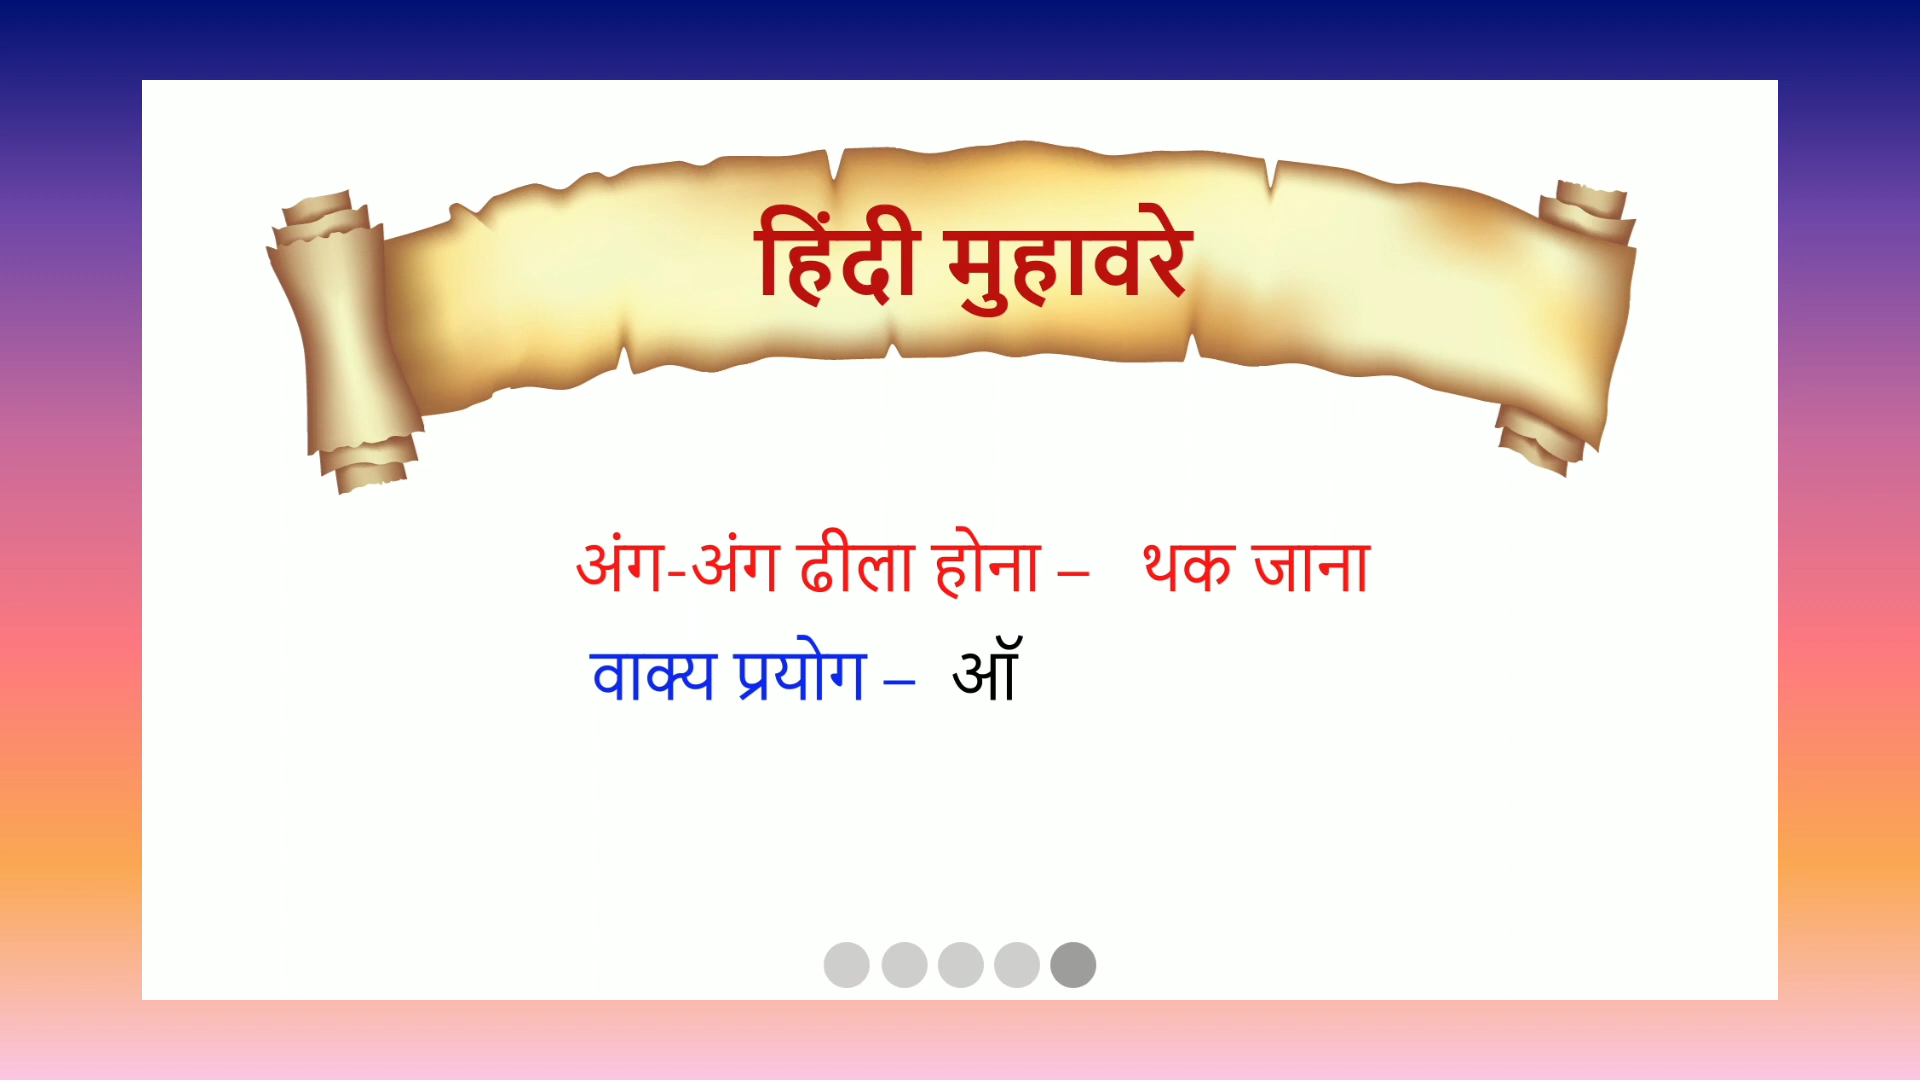 हिंदी मुहावरे
अंग-अंग ढीला होना – थक जाना
वाक्य प्रयोग – ऑ